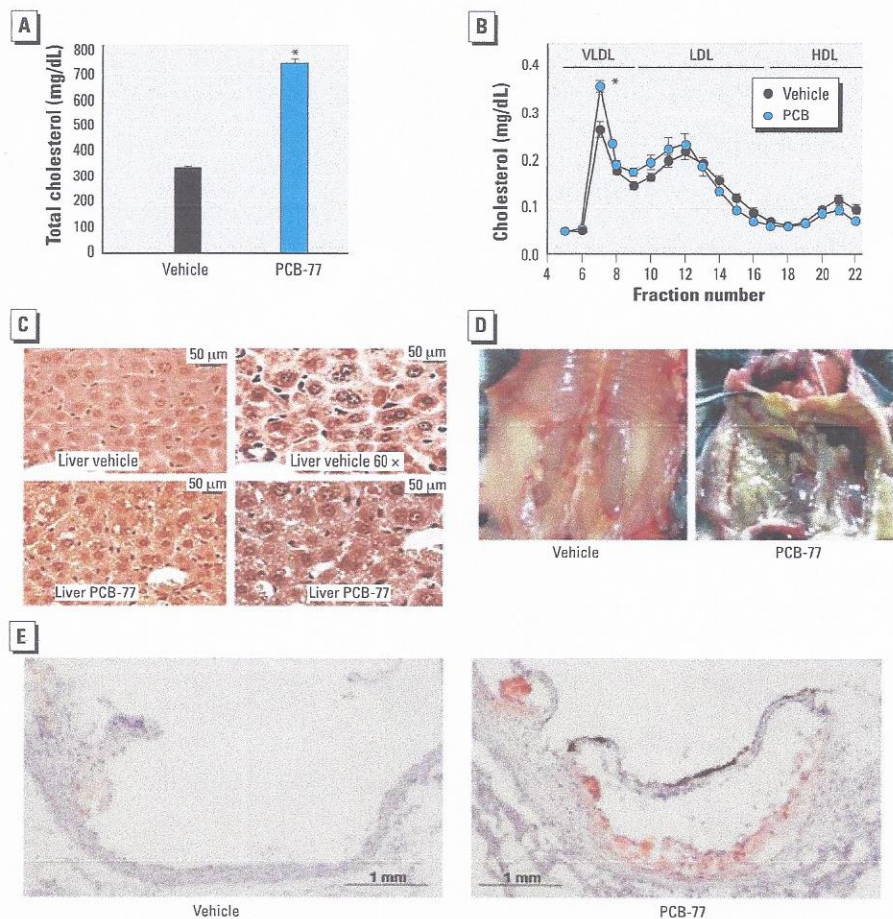 A
Total cholesterol (mg/dL)
800
700
600
500
400
300
200
100
0
*
Vehicle
PCB-77
B
VLDL
LDL
HDL
Cholesterol (mg/dL)
0.4
0.3
0.2
0.1
0.0
*
Vehicle
PCB
4 6 8 10 12 14 16 18 20 22
Fraction number
C
50 µm
Liver vehicle
50 µm
Liver vehicle 60 ×
50 µm
Liver PCB-77
50 µm
Liver PCB-77
D
Vehicle
PCB-77
E
1 mm
Vehicle
1 mm
PCB-77